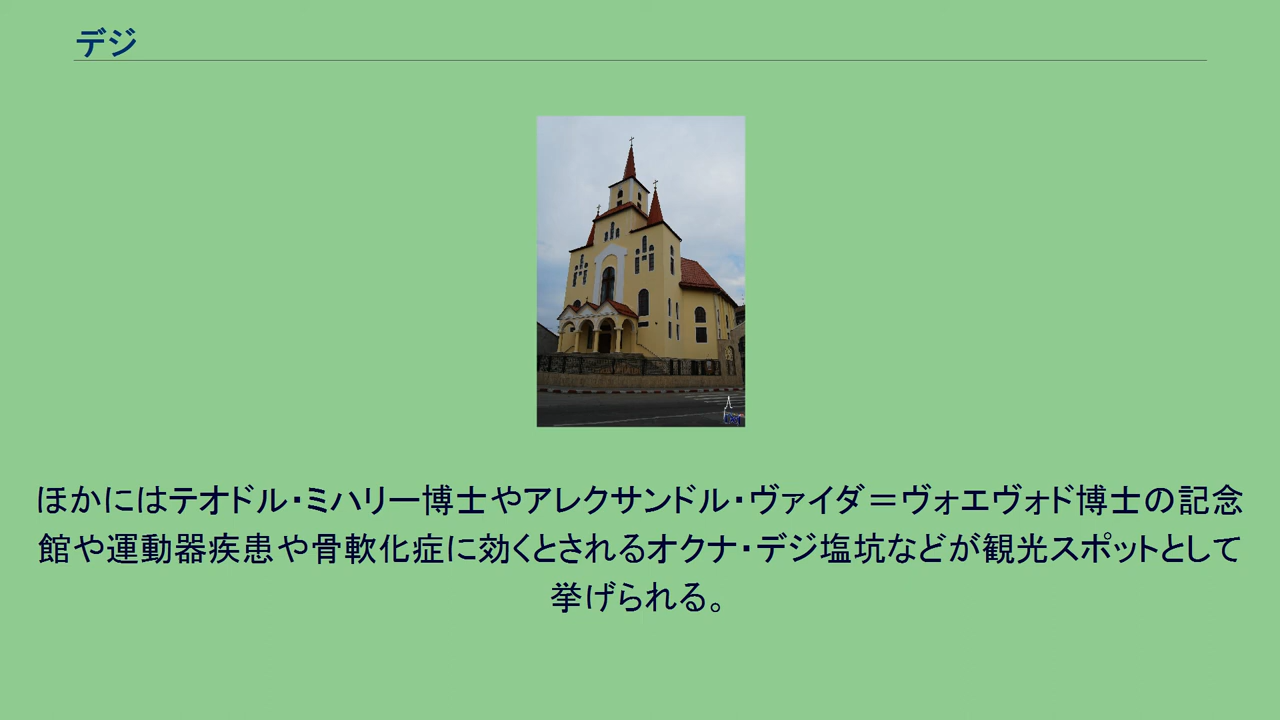 デジ
ほかにはテオドル・ミハリー博士やアレクサンドル・ヴァイダ＝ヴォエヴォド博士の記念
館や運動器疾患や骨軟化症に効くとされるオクナ・デジ塩坑などが観光スポットとして
挙げられる。